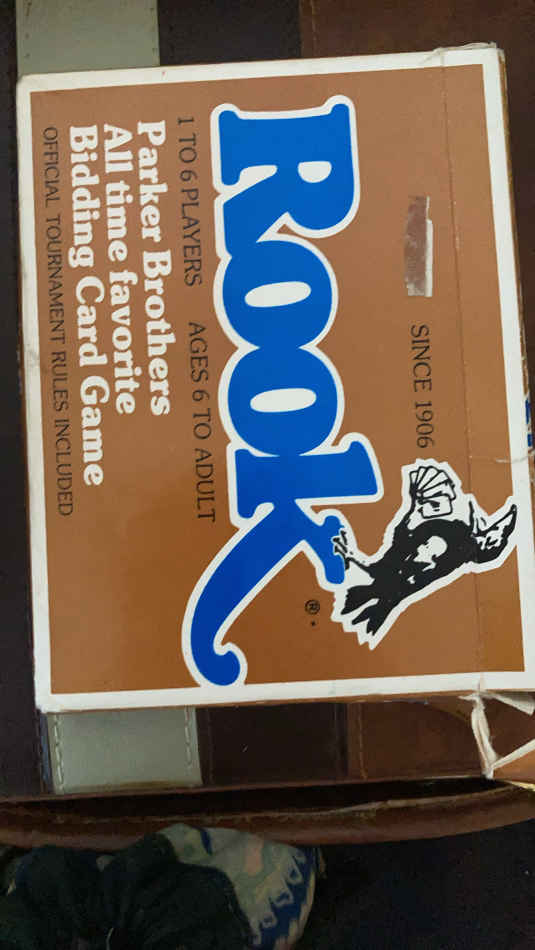 SINCE 1906
Rook®
1 TO 6 PLAYERS AGES 6 TO ADULT
Parker Brothers
All time favorite
Bidding Card Game
OFFICIAL TOURNAMENT RULES INCLUDED